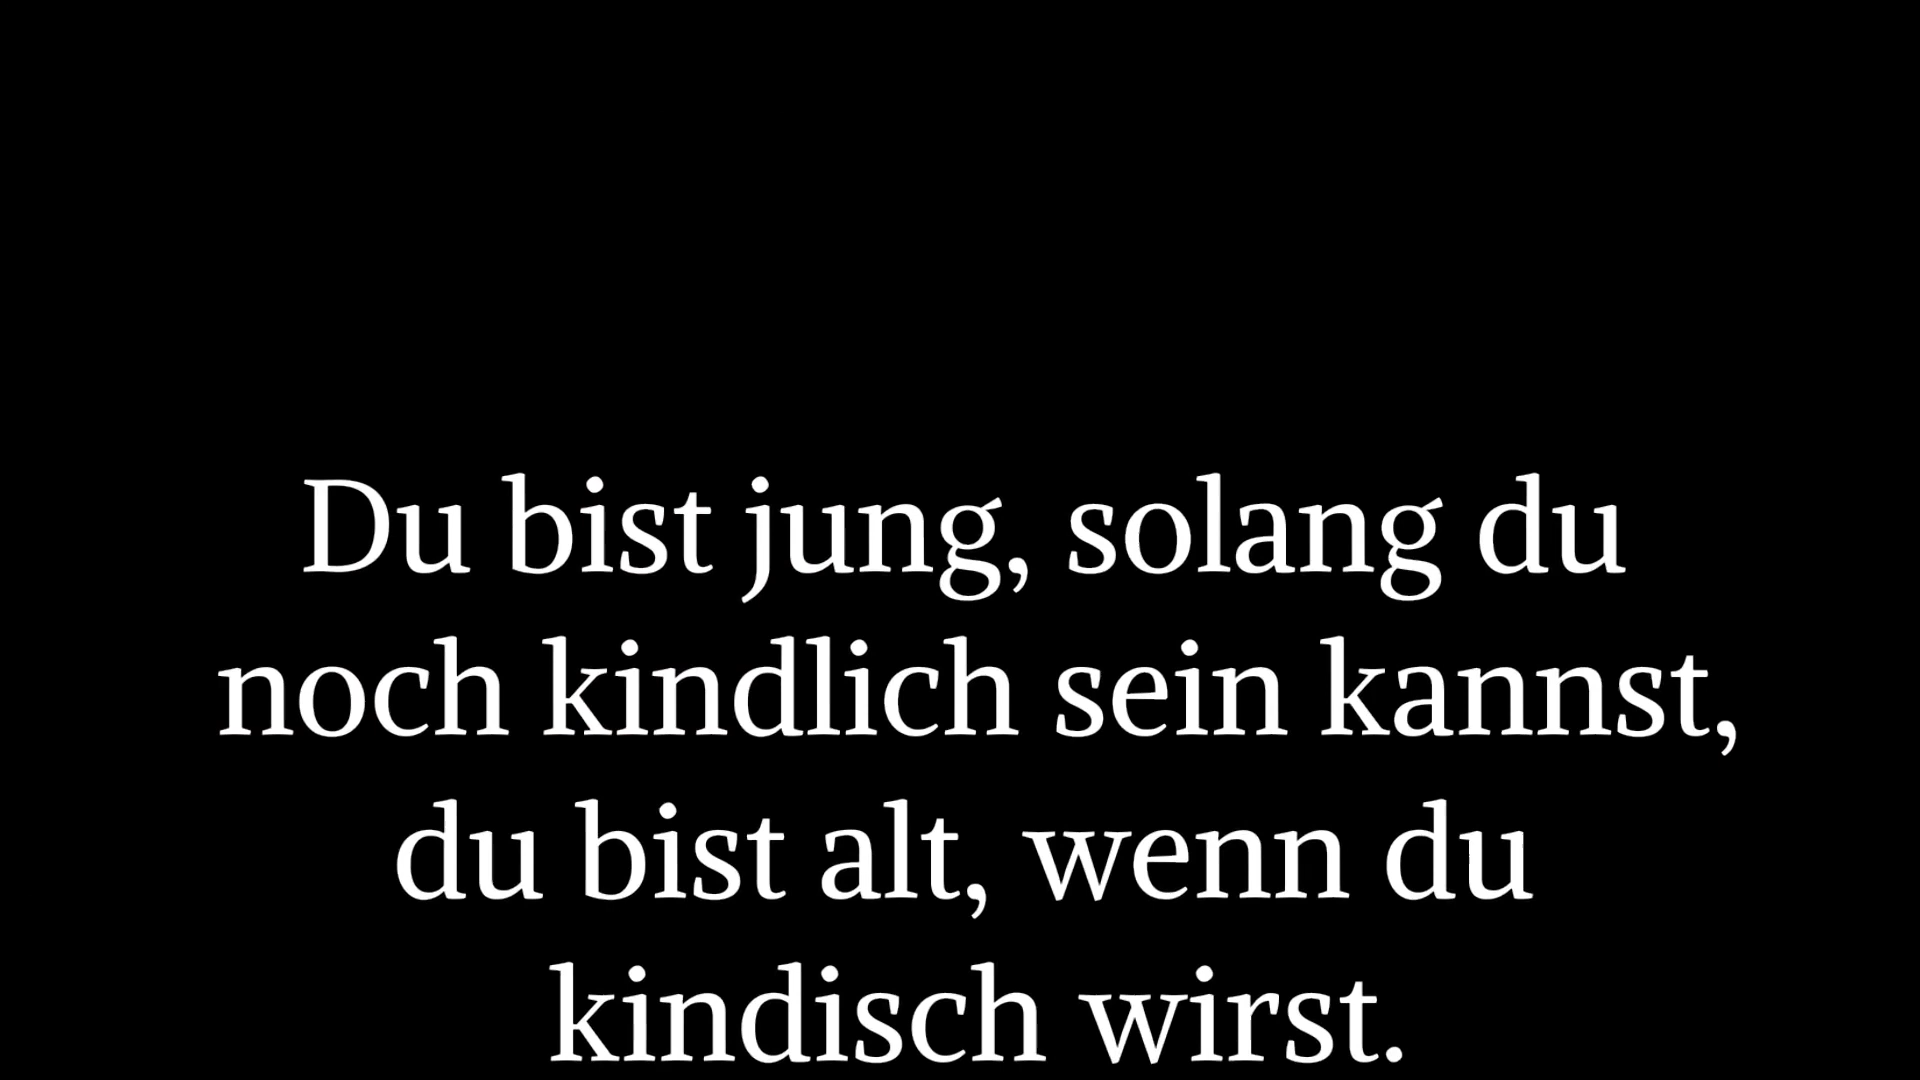 Du bist jung, solang du
noch kindlich sein kannst,
du bist alt, wenn du
kindisch wirst.